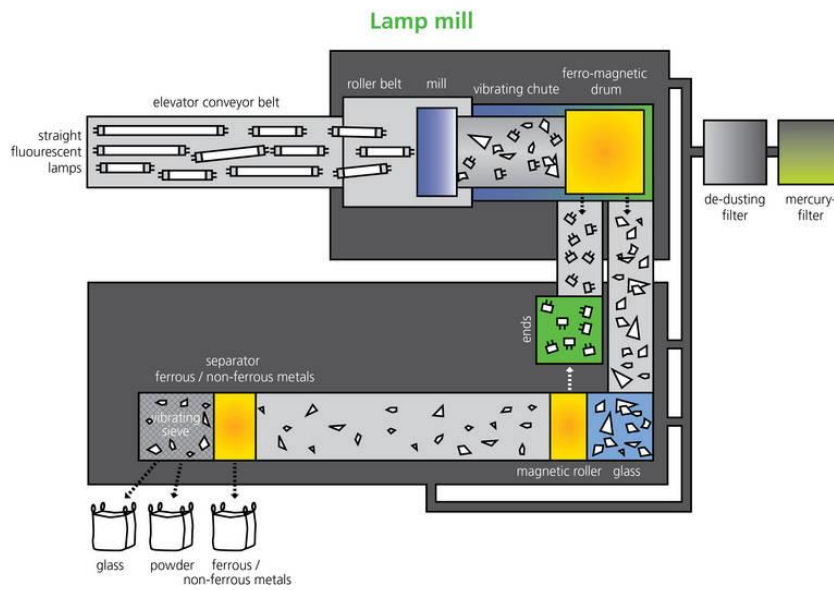 Lamp mill
ferro-magnetic
drum
roller belt
mill
vibrating chute
elevator conveyor belt
straight
fluourescent
lamps
de-dusting
filter
mercury-
filter
ends
separator
ferrous / non-ferrous metals
vibrating
sieve
magnetic roller
glass
glass
powder
ferrous /
non-ferrous metals